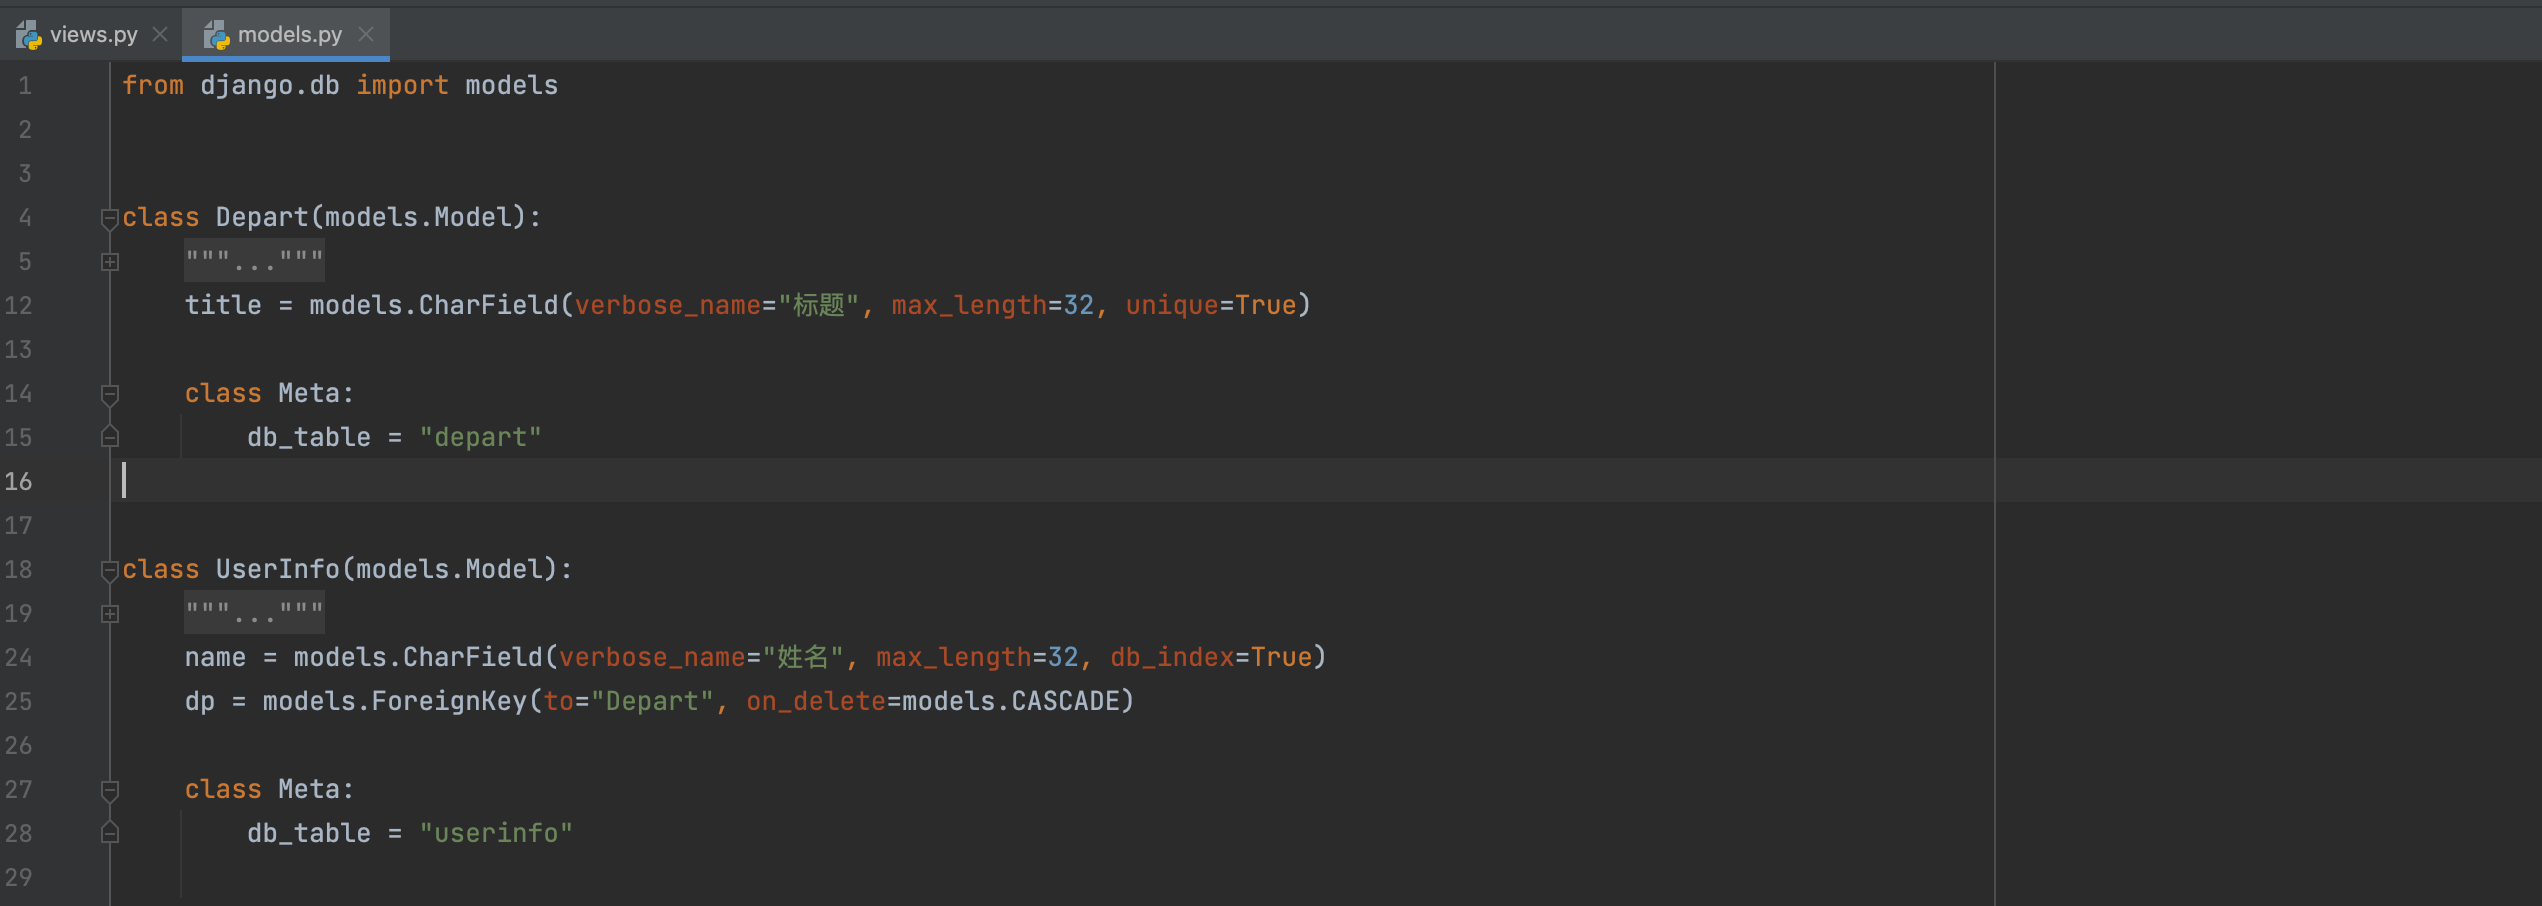 views.py models.py
1 from django.db import models
2
3
4 class Depart(models.Model):
5     """..."""
12     title = models.CharField(verbose_name="标题", max_length=32, unique=True)
13
14     class Meta:
15         db_table = "depart"
16
17
18 class UserInfo(models.Model):
19     """..."""
24     name = models.CharField(verbose_name="姓名", max_length=32, db_index=True)
25     dp = models.ForeignKey(to="Depart", on_delete=models.CASCADE)
26
27     class Meta:
28         db_table = "userinfo"
29